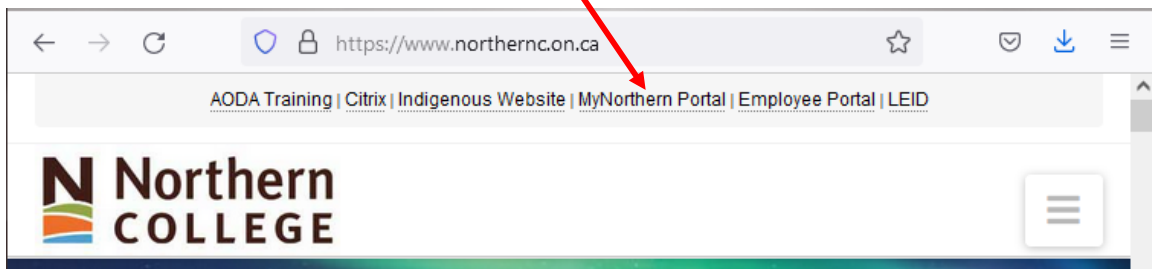 https://www.northernc.on.ca
AODA Training | Citrix | Indigenous Website | MyNorthern Portal | Employee Portal | LEID
N Northern
COLLEGE